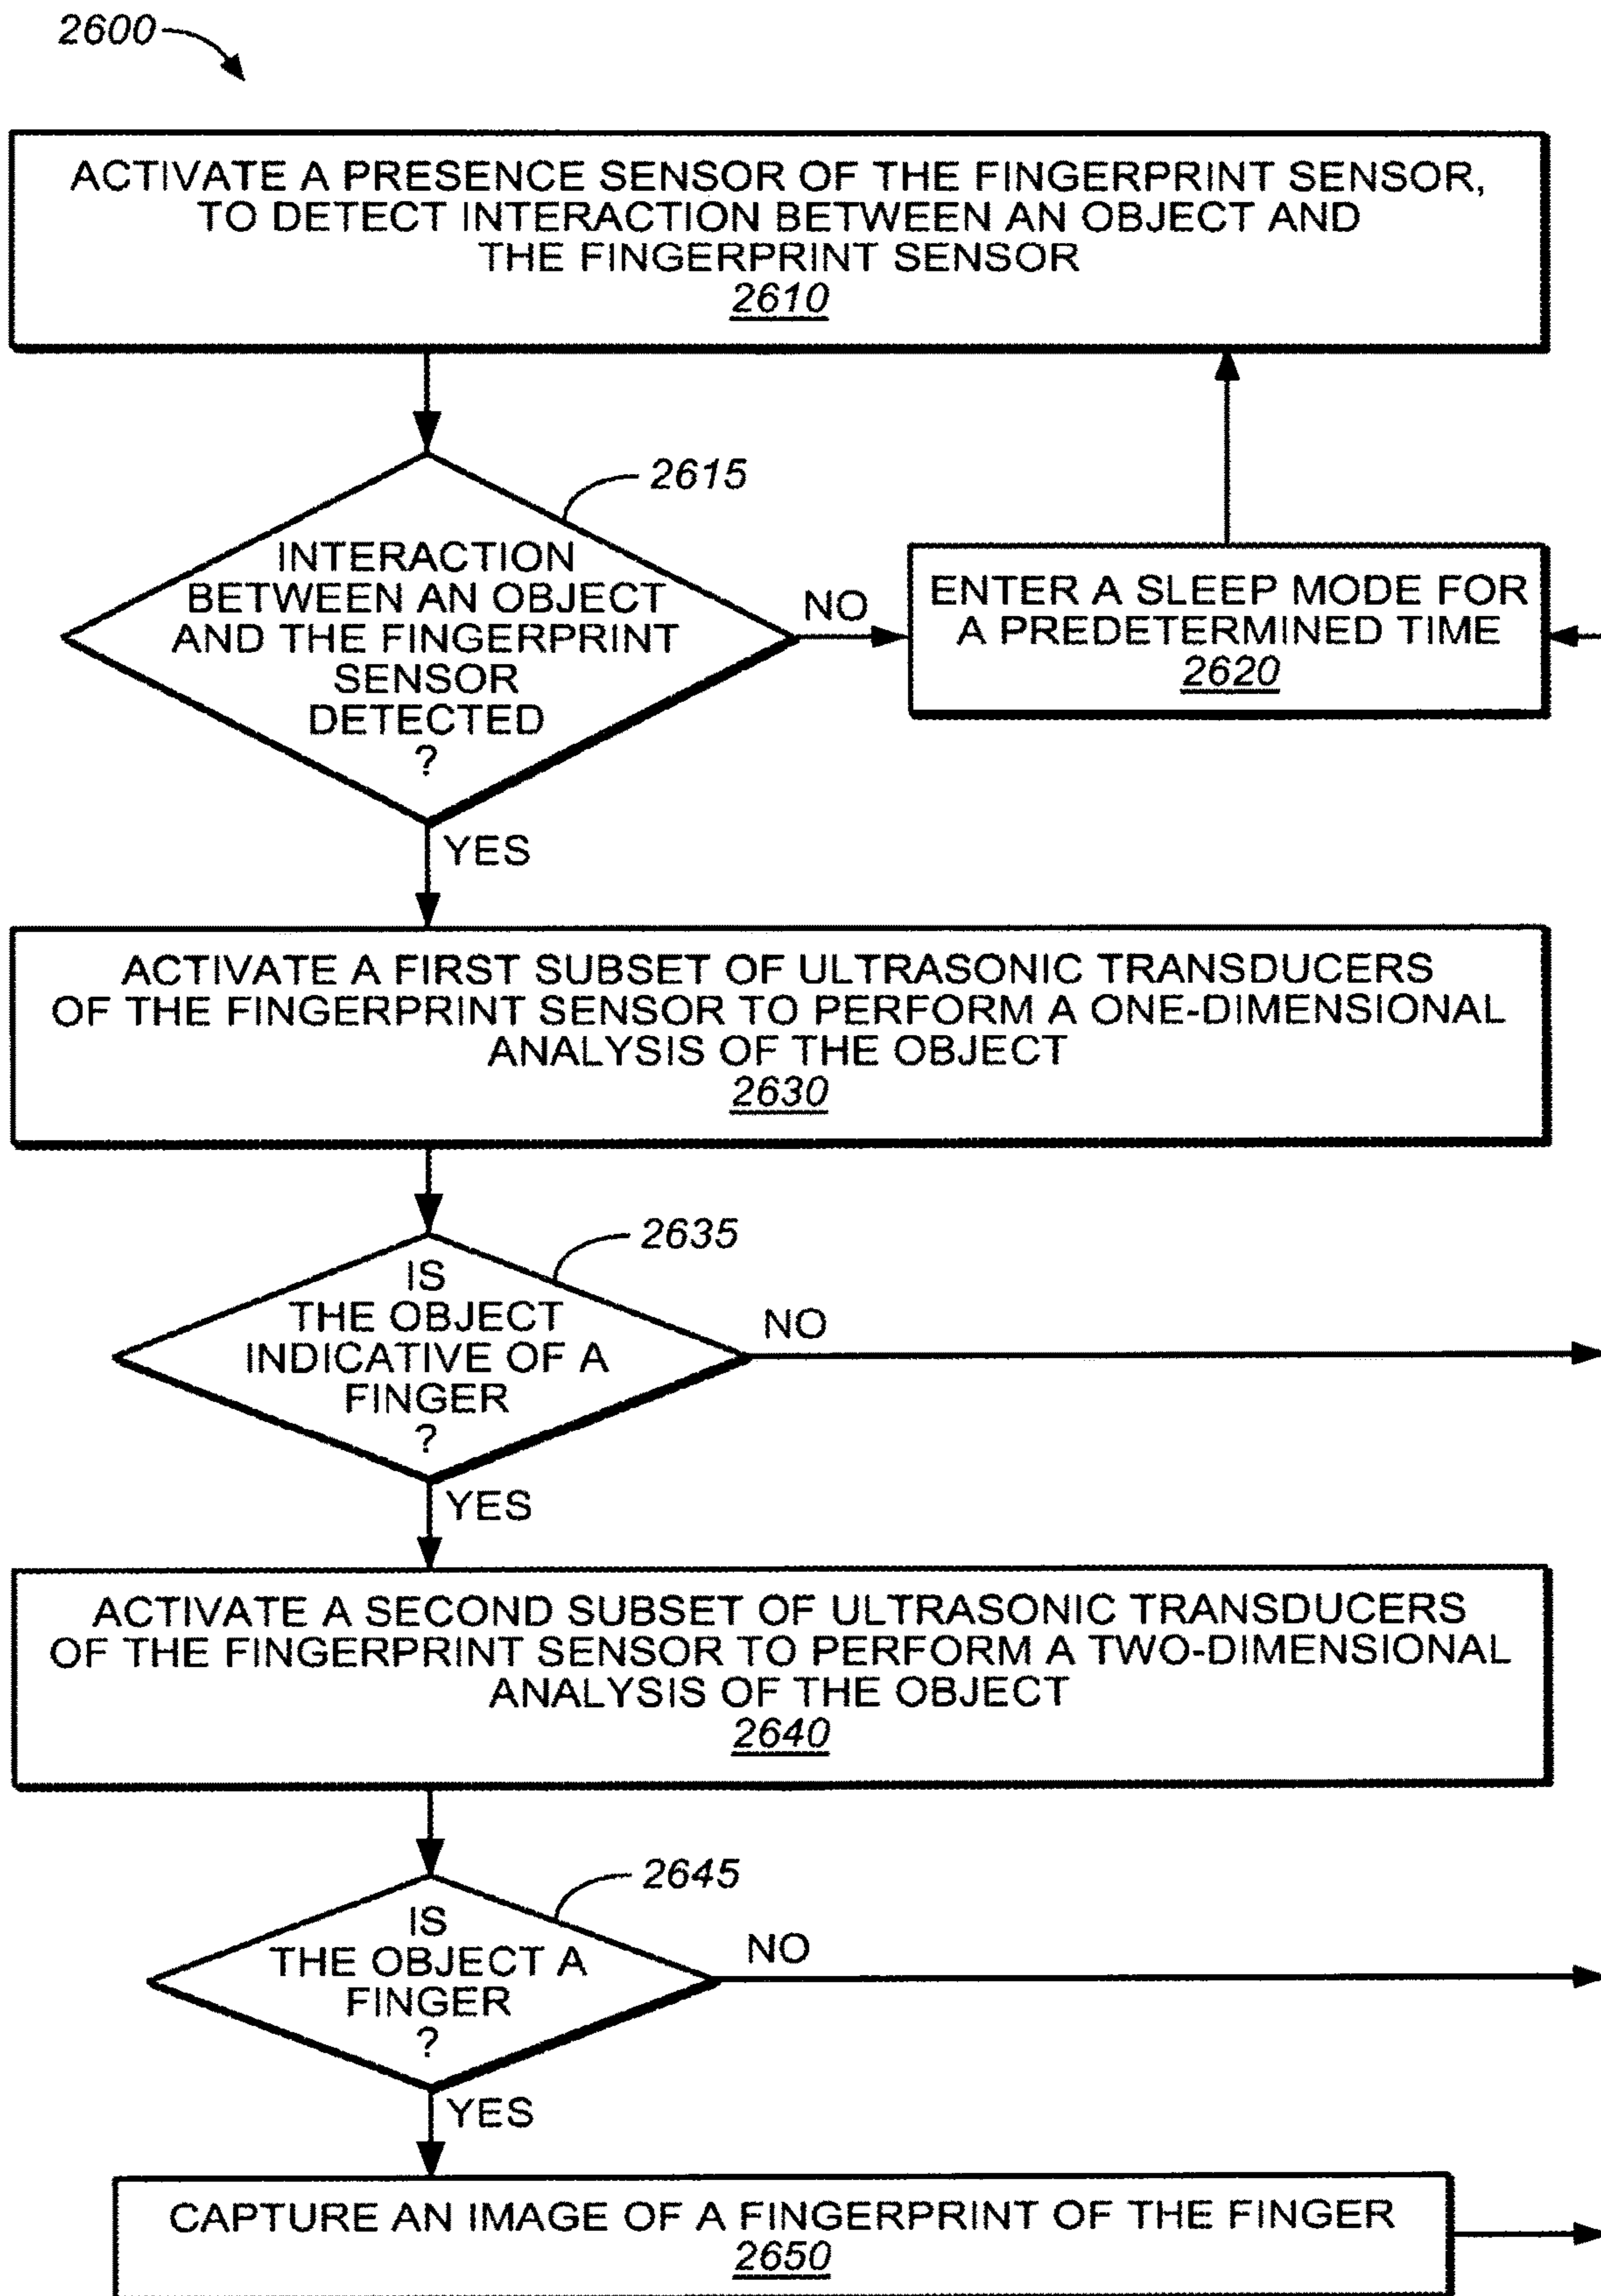 2600
ACTIVATE A PRESENCE SENSOR OF THE FINGERPRINT SENSOR,
TO DETECT INTERACTION BETWEEN AN OBJECT AND
THE FINGERPRINT SENSOR
2610
2615
INTERACTION
BETWEEN AN OBJECT
AND THE FINGERPRINT
SENSOR
DETECTED
?
NO
ENTER A SLEEP MODE FOR
A PREDETERMINED TIME
2620
YES
ACTIVATE A FIRST SUBSET OF ULTRASONIC TRANSDUCERS
OF THE FINGERPRINT SENSOR TO PERFORM A ONE-DIMENSIONAL
ANALYSIS OF THE OBJECT
2630
2635
IS
THE OBJECT
INDICATIVE OF A
FINGER
?
NO
YES
ACTIVATE A SECOND SUBSET OF ULTRASONIC TRANSDUCERS
OF THE FINGERPRINT SENSOR TO PERFORM A TWO-DIMENSIONAL
ANALYSIS OF THE OBJECT
2640
2645
IS
THE OBJECT A
FINGER
?
NO
YES
CAPTURE AN IMAGE OF A FINGERPRINT OF THE FINGER
2650